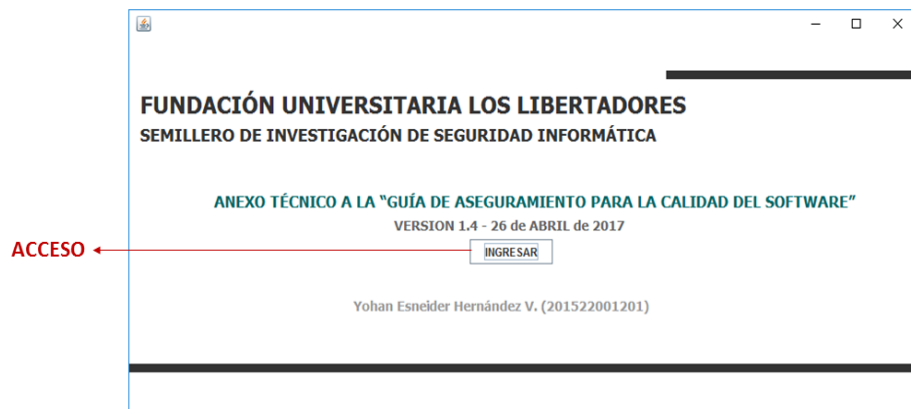 FUNDACIÓN UNIVERSITARIA LOS LIBERTADORES
SEMILLERO DE INVESTIGACIÓN DE SEGURIDAD INFORMÁTICA
ANEXO TÉCNICO A LA “GUÍA DE ASEGURAMIENTO PARA LA CALIDAD DEL SOFTWARE”
VERSION 1.4 - 26 de ABRIL de 2017
ACCESO
INGRESAR
Yohan Esneider Hernández V. (201522001201)